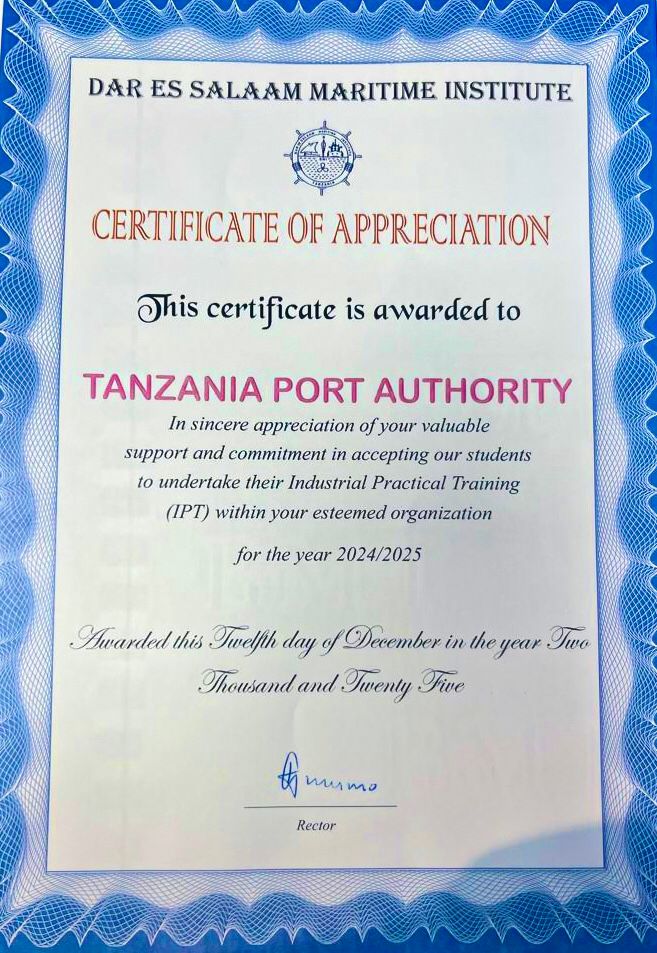 DAR ES SALAAM MARITIME INSTITUTE
CERTIFICATE OF APPRECIATION
This certificate is awarded to
TANZANIA PORT AUTHORITY
In sincere appreciation of your valuable
support and commitment in accepting our students
to undertake their Industrial Practical Training
(IPT) within your esteemed organization
for the year 2024/2025
Awarded this Twelfth day of December in the year Two
Thousand and Twenty Five
Rector